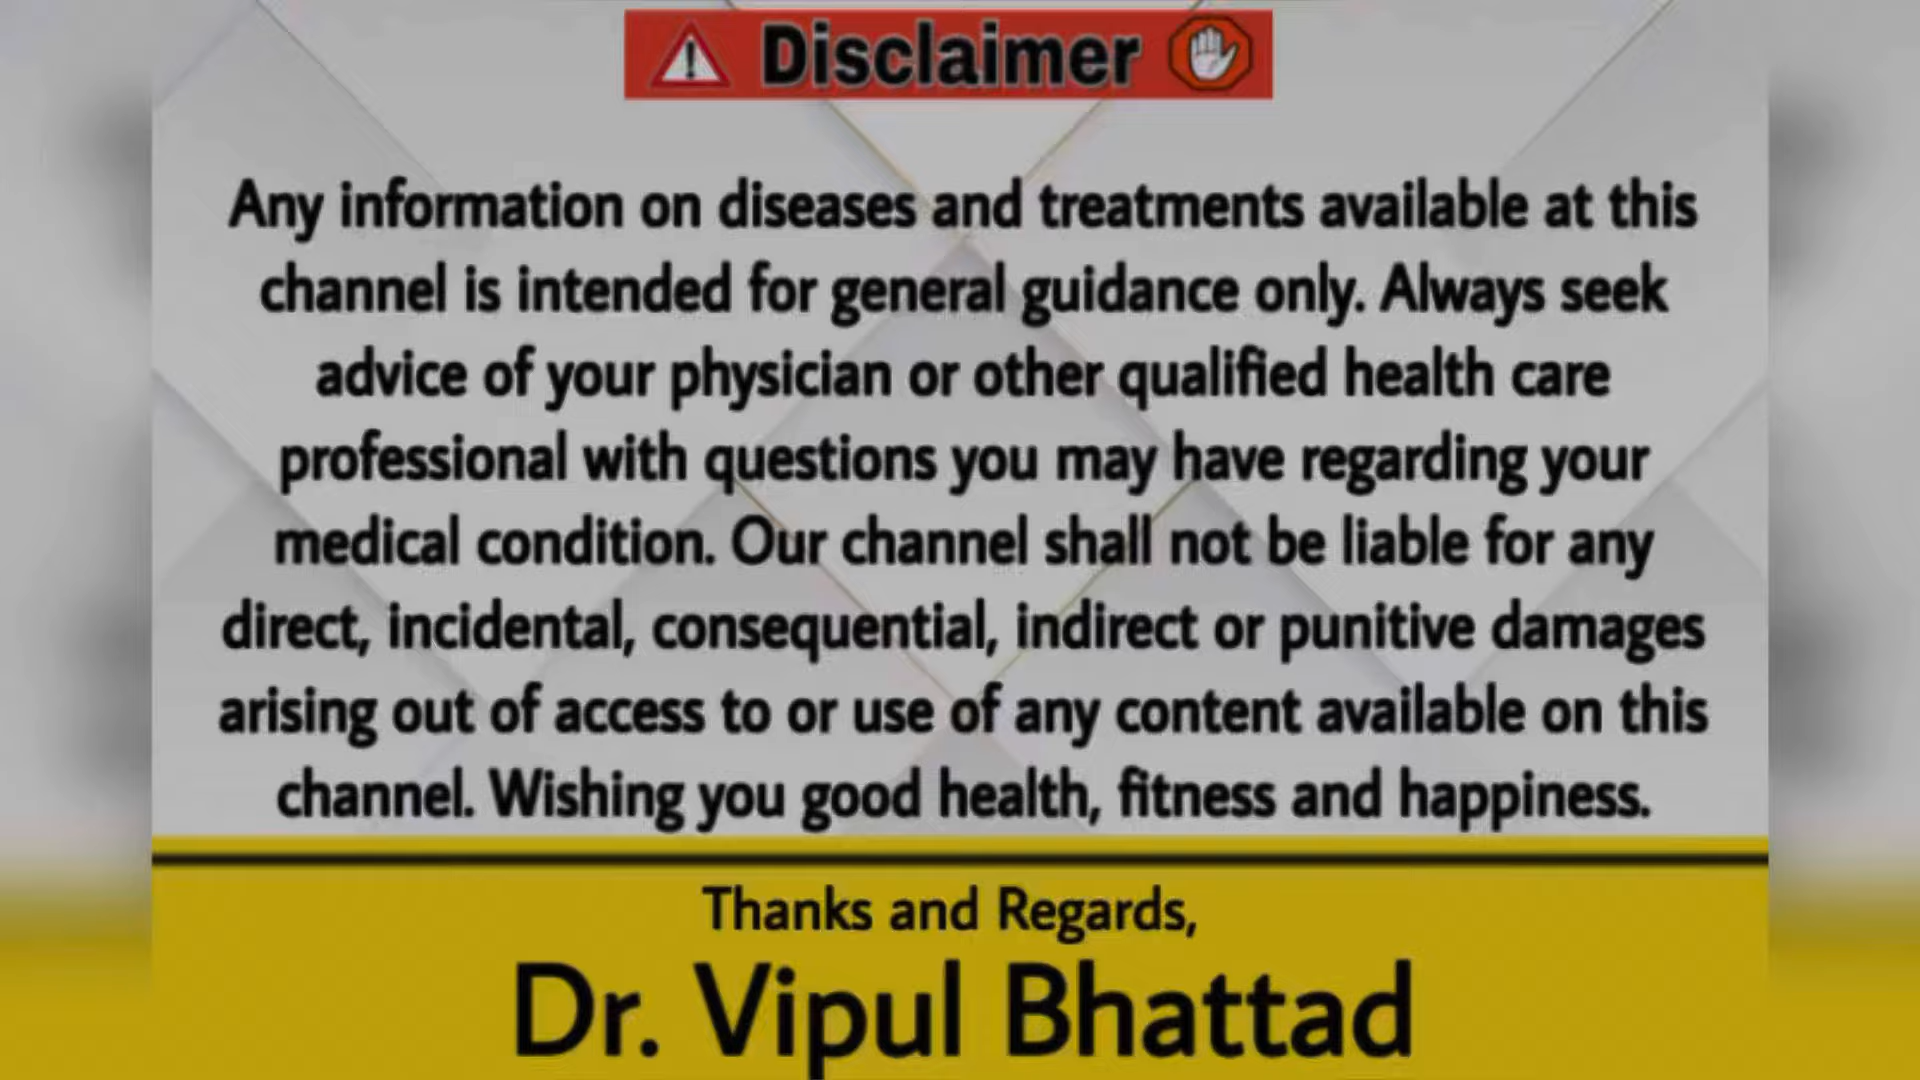 Disclaimer
Any information on diseases and treatments available at this
channel is intended for general guidance only. Always seek
advice of your physician or other qualified health care
professional with questions you may have regarding your
medical condition. Our channel shall not be liable for any
direct, incidental, consequential, indirect or punitive damages
arising out of access to or use of any content available on this
channel. Wishing you good health, fitness and happiness.
Thanks and Regards,
Dr. Vipul Bhattad